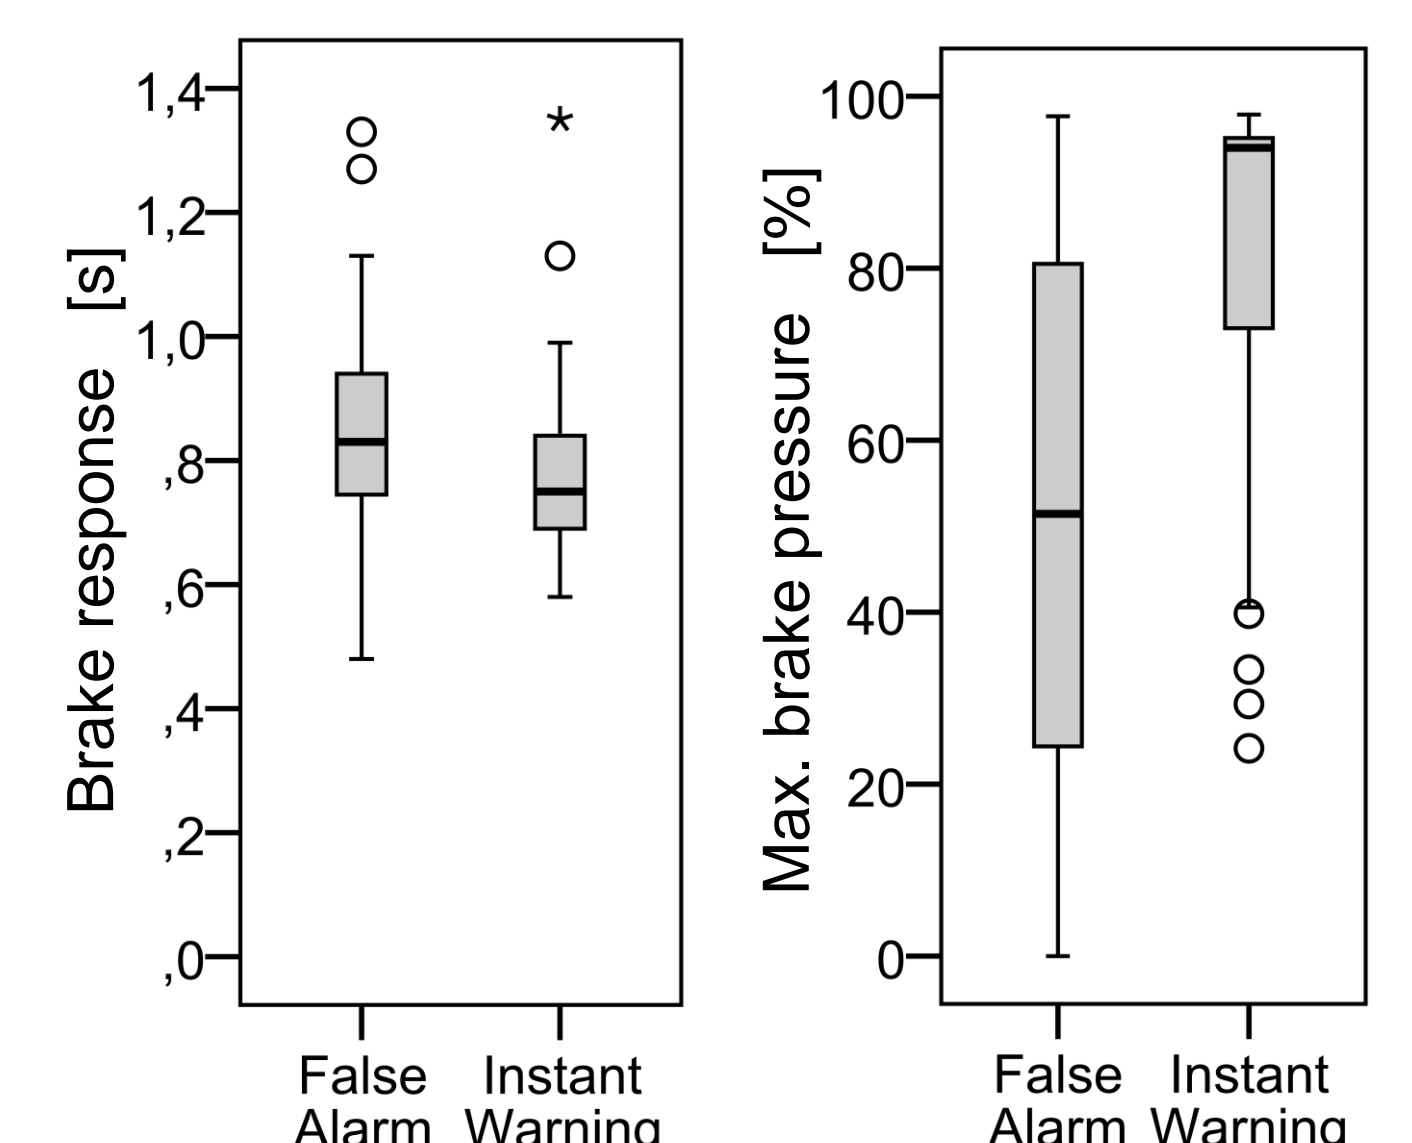 Brake response [s]
1,4
1,2
1,0
,8
,6
,4
,2
,0
False Alarm
Instant Warning
Max. brake pressure [%]
100
80
60
40
20
0
False Alarm
Instant Warning